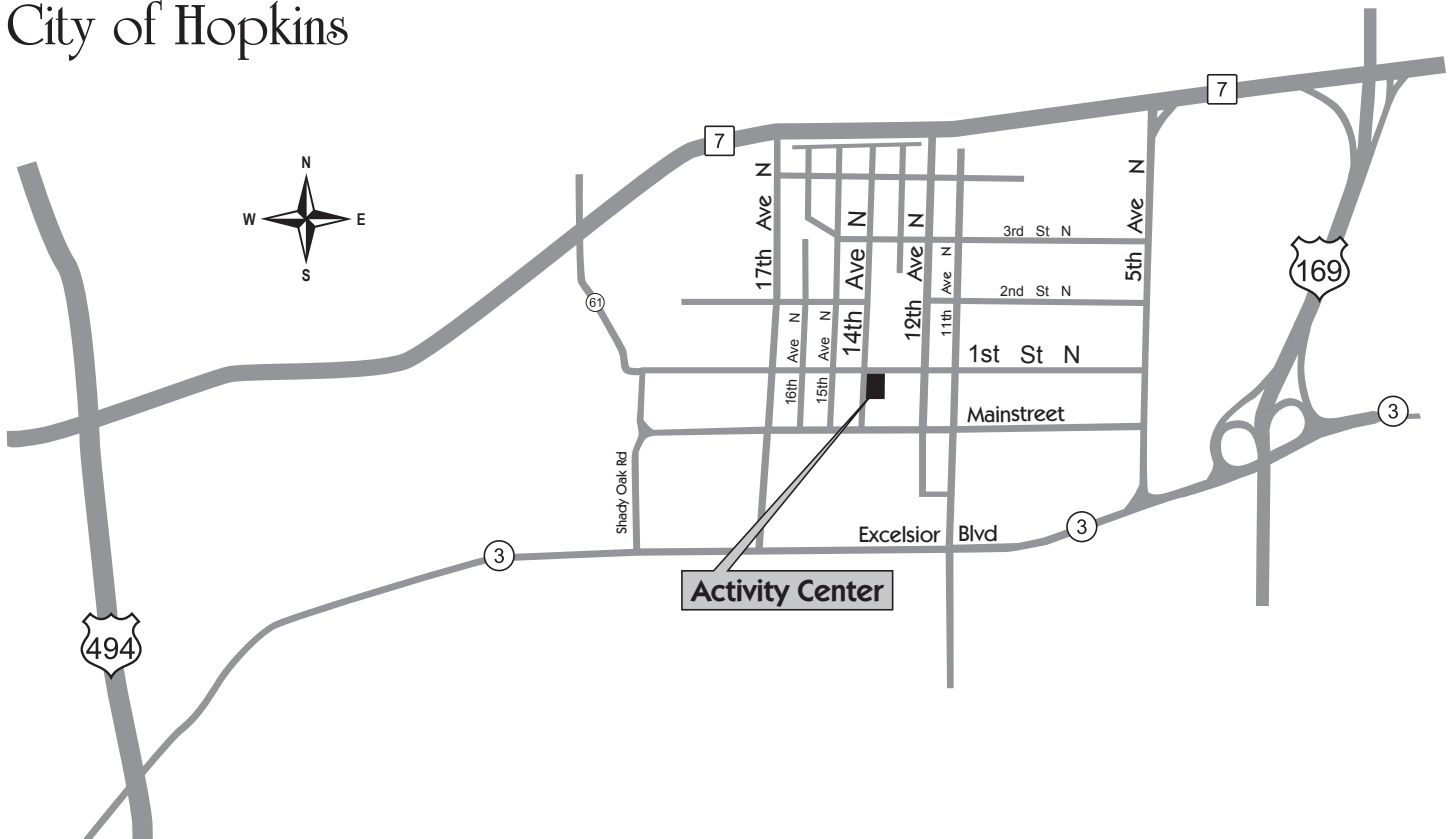 City of Hopkins
7
7
N
W E
S
17th Ave N
14th Ave N
12th Ave N
11th Ave N
5th Ave N
3rd St N
169
2nd St N
61
16th Ave N
15th Ave N
1st St N
Mainstreet
3
Shady Oak Rd
Excelsior Blvd
3
3
Activity Center
494